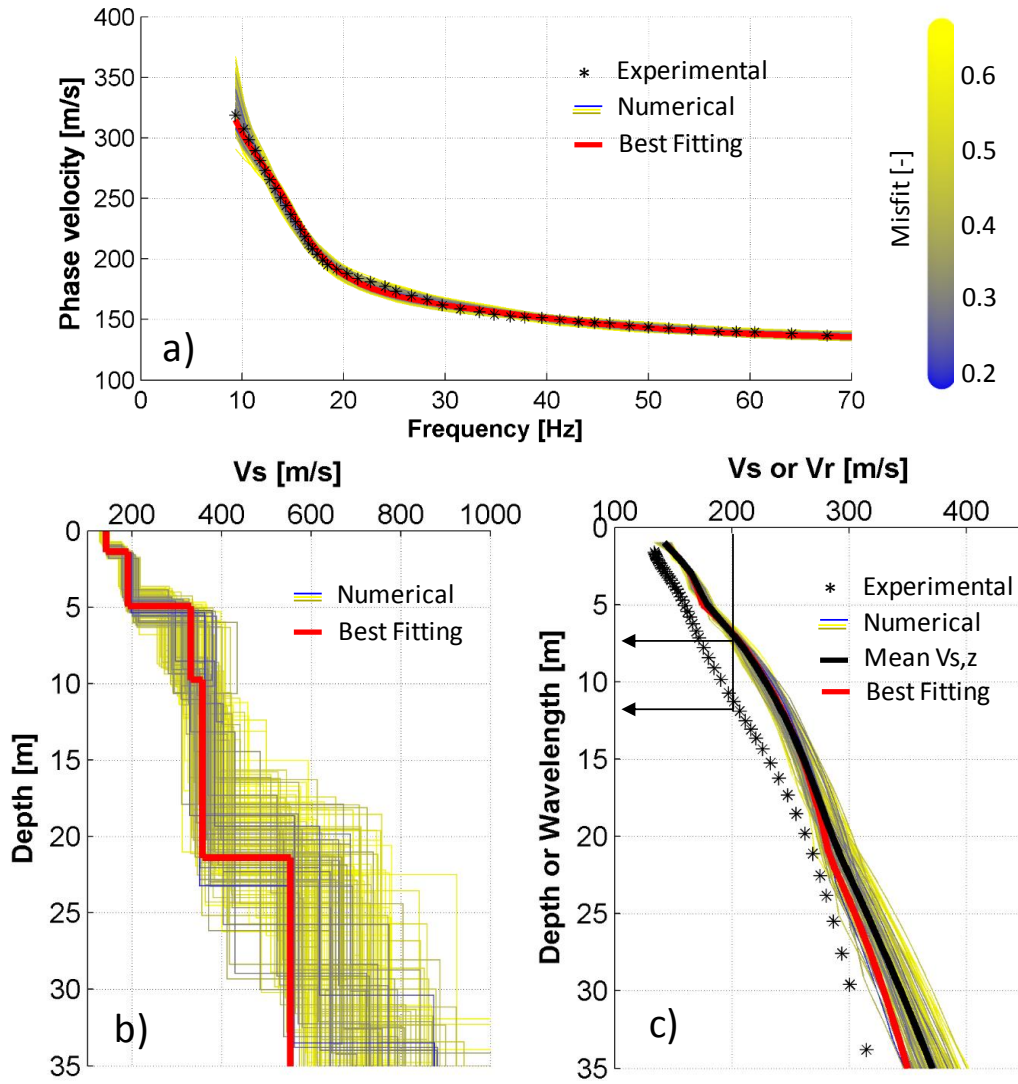 400
350
300
250
200
150
100
Phase velocity [m/s]
Experimental
Numerical
Best Fitting
a)
0 10 20 30 40 50 60 70
Frequency [Hz]
0.6
0.5
0.4
0.3
0.2
Misfit [-]
Vs [m/s]
200 400 600 800 1000
0
5
10
15
20
25
30
35
Depth [m]
Numerical
Best Fitting
b)
Vs or Vr [m/s]
100 200 300 400
0
5
10
15
20
25
30
35
Depth or Wavelength [m]
Experimental
Numerical
Mean Vs,z
Best Fitting
c)